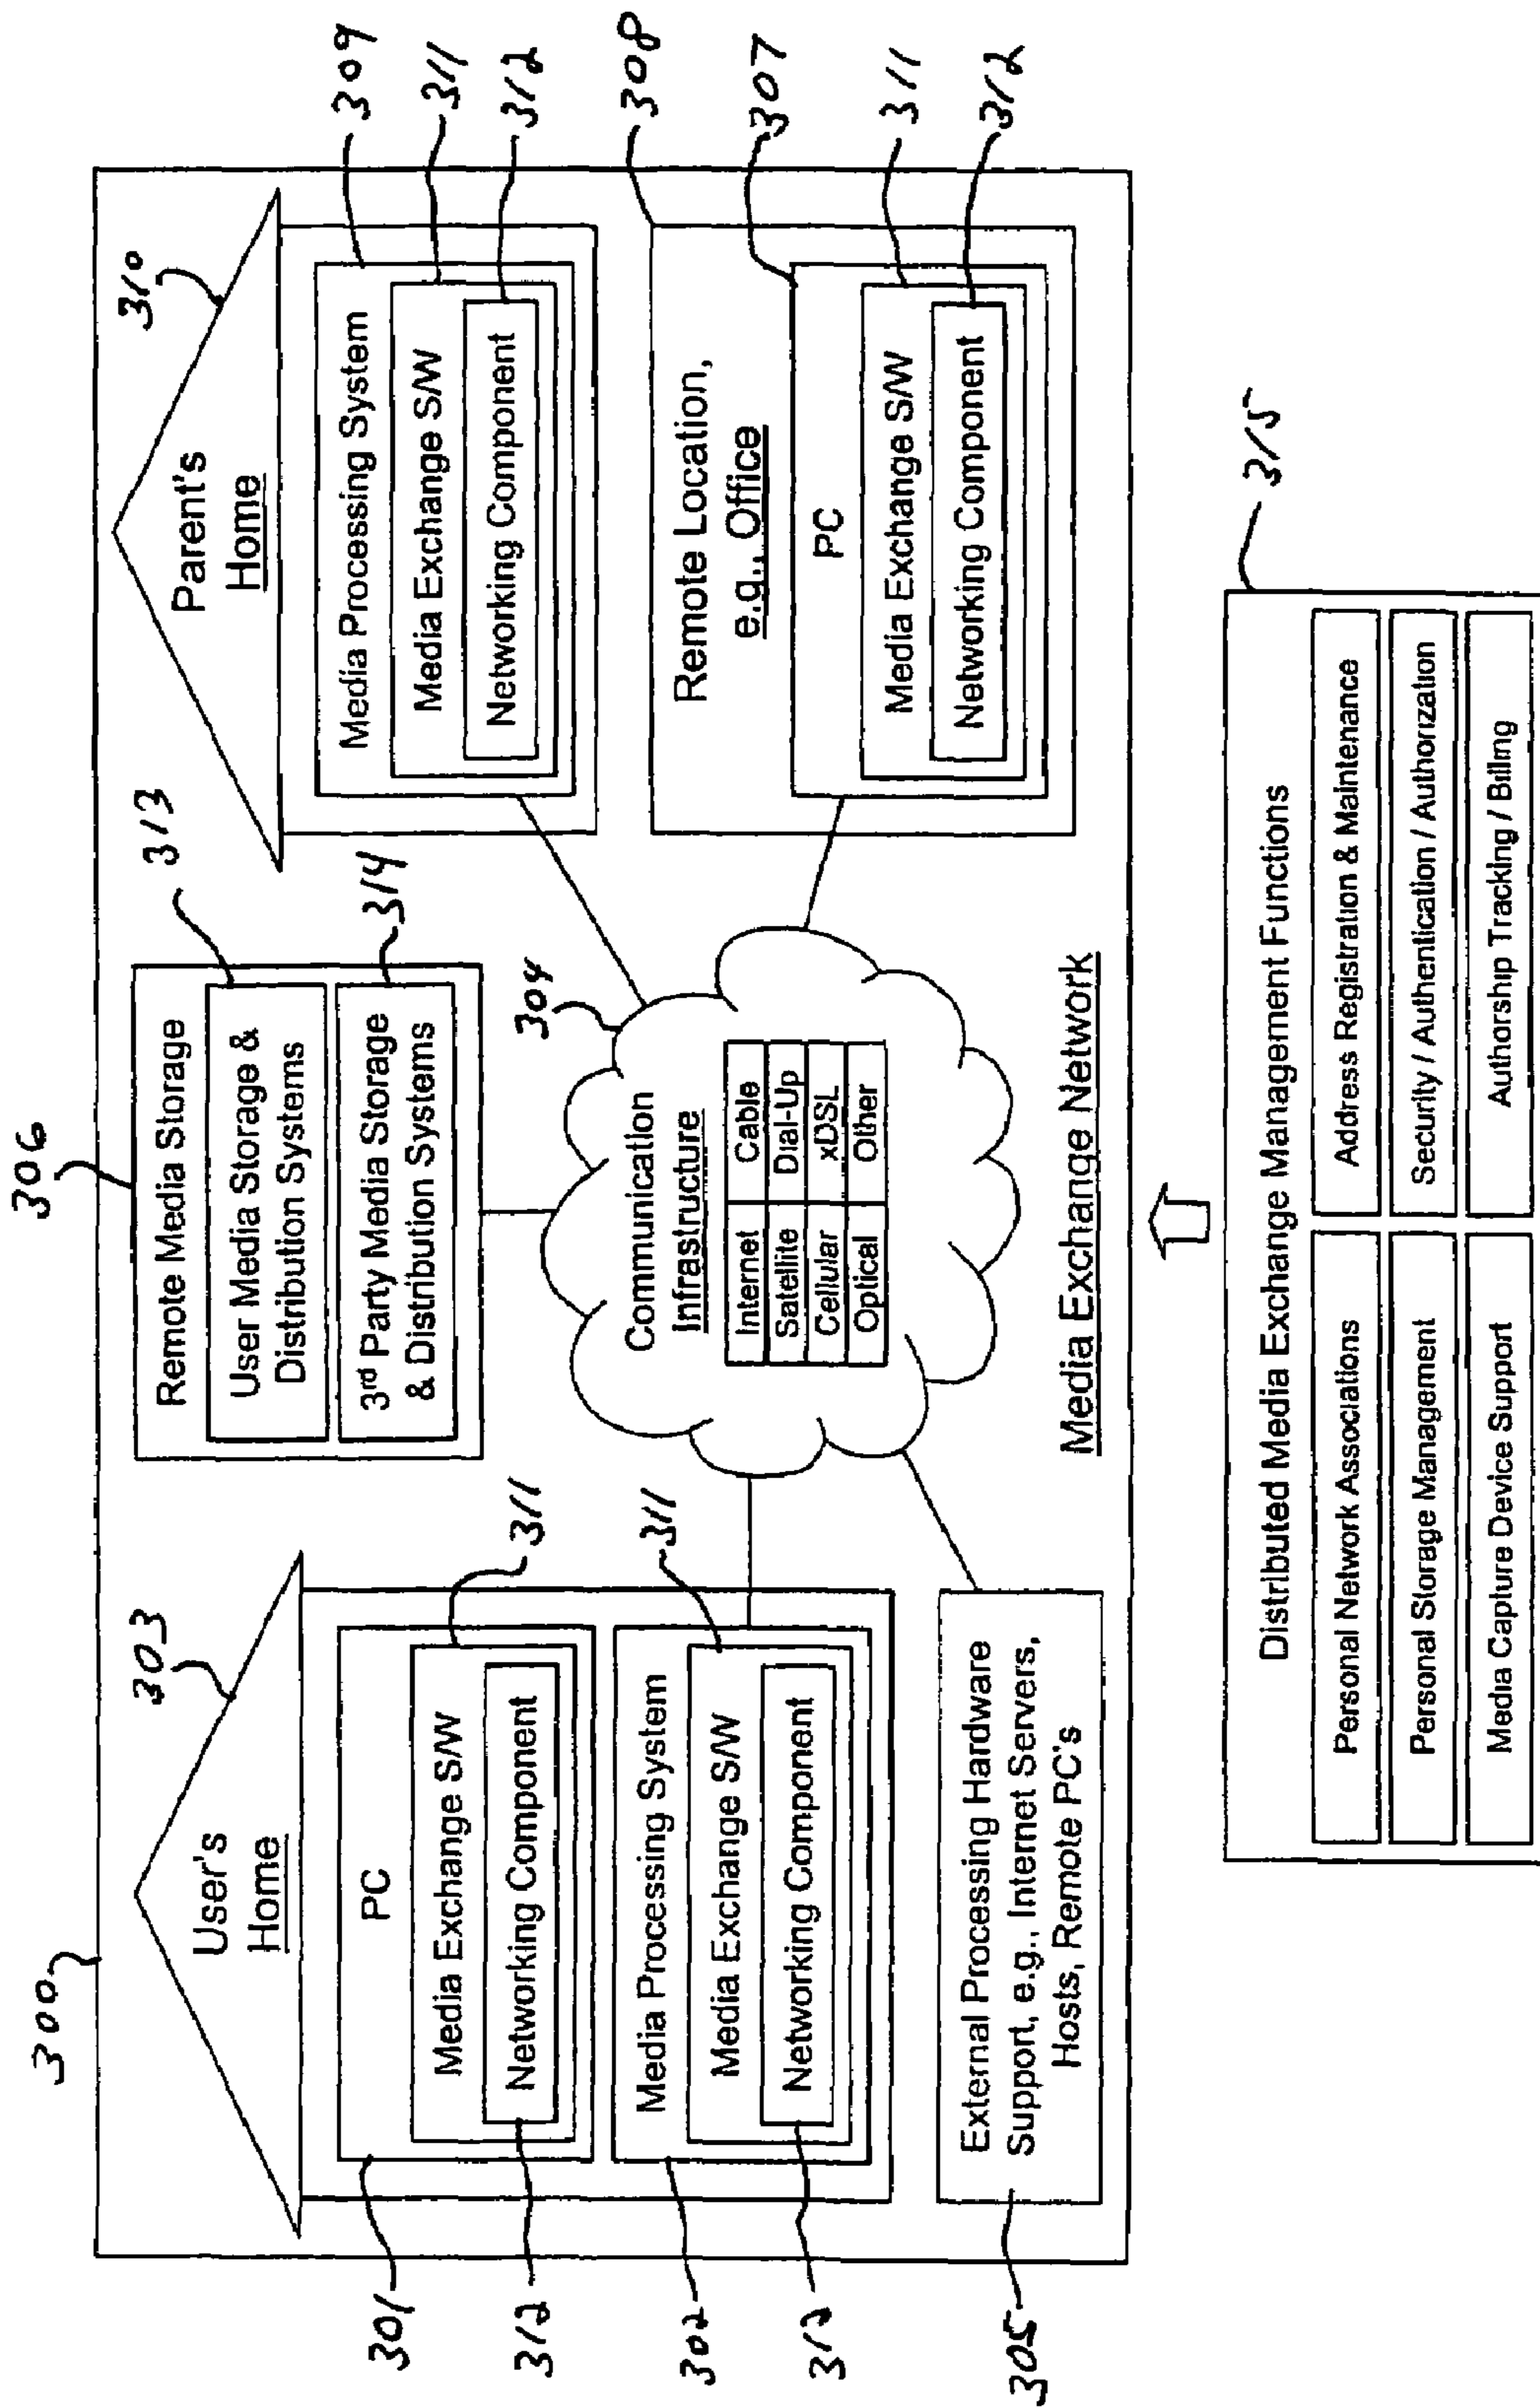 300
303
User's
Home
PC
Media Exchange S/W
Networking Component
301
311
312
Media Processing System
Media Exchange S/W
Networking Component
302
311
312
External Processing Hardware
Support, e.g., Internet Servers,
Hosts, Remote PC's
305
306
Remote Media Storage
User Media Storage &
Distribution Systems
313
3rd Party Media Storage
& Distribution Systems
314
304
Communication
Infrastructure
Internet Cable
Satellite Dial-Up
Cellular xDSL
Optical Other
Media Exchange Network
310
Parent's
Home
Media Processing System
Media Exchange S/W
Networking Component
309
311
312
308
Remote Location,
e.g., Office
307
PC
Media Exchange S/W
Networking Component
311
312
315
Distributed Media Exchange Management Functions
Personal Network Associations Address Registration & Maintenance
Personal Storage Management Security / Authentication / Authorization
Media Capture Device Support Authorship Tracking / Billing